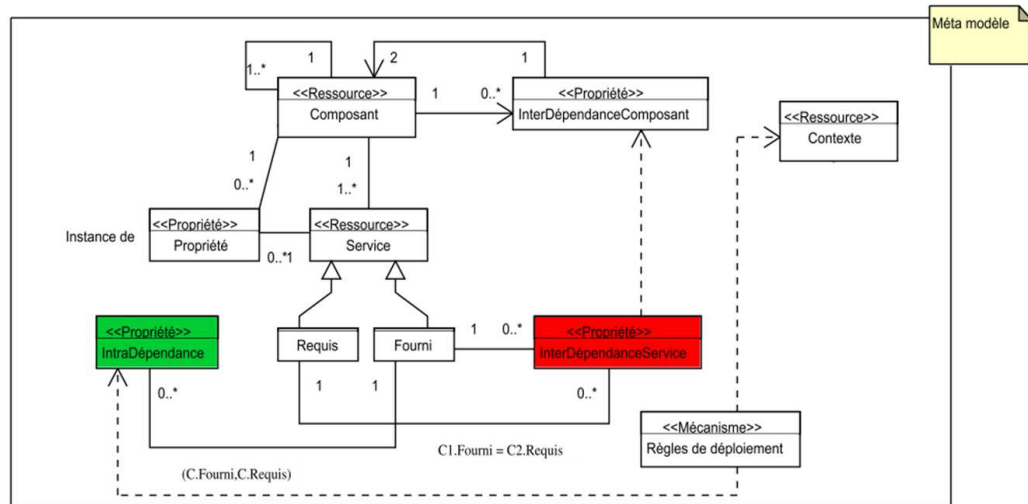 Méta modèle
1
2
1
1..*
<<Ressource>>
Composant
1
0..*
<<Propriété>>
InterDépendanceComposant
<<Ressource>>
Contexte
1
0..*
1
1..*
Instance de
<<Propriété>>
Propriété
0..*1
<<Ressource>>
Service
<<Propriété>>
IntraDépendance
Requis
Fourni
1
0..*
<<Propriété>>
InterDépendanceService
0..*
1
1
0..*
<<Mécanisme>>
Règles de déploiement
C1.Fourni = C2.Requis
(C.Fourni,C.Requis)